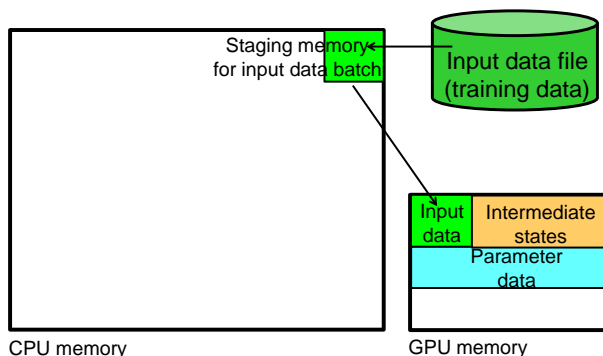 Staging memory
for input data batch
Input data file
(training data)
Input
data
Intermediate
states
Parameter
data
CPU memory
GPU memory